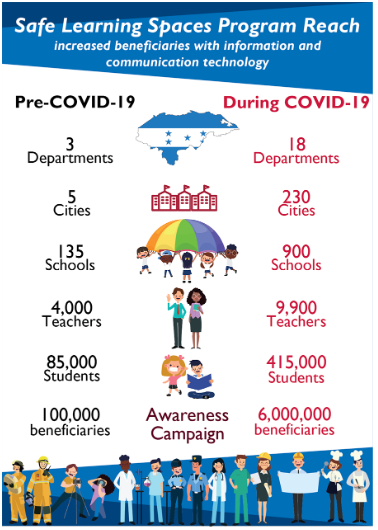 Safe Learning Spaces Program Reach
increased beneficiaries with information and
communication technology
Pre-COVID-19
During COVID-19
3
Departments
18
Departments
5
Cities
230
Cities
135
Schools
900
Schools
4,000
Teachers
9,900
Teachers
85,000
Students
415,000
Students
100,000
beneficiaries
Awareness
Campaign
6,000,000
beneficiaries